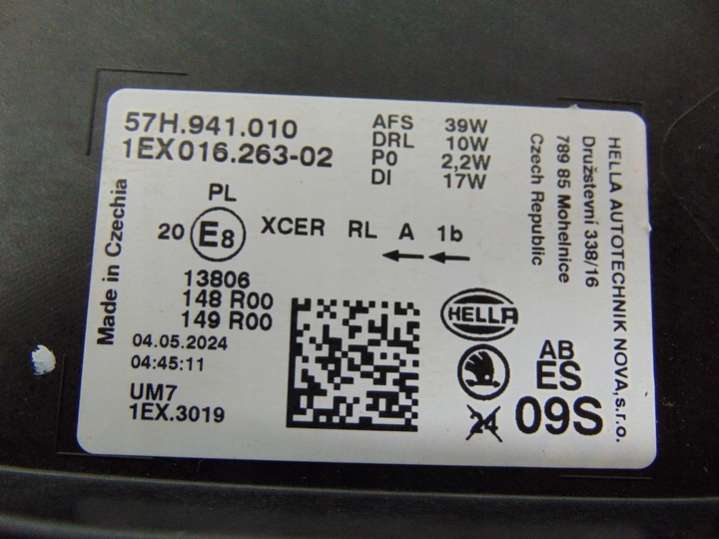 57H.941.010
1EX 016.263-02
AFS 39W
DRL 10W
P0 2,2W
DI 17W
PL
20 E8 XCER RL A 1b
13806
148 R00
149 R00
04.05.2024
04:45:11
UM7
1EX.3019
Made in Czechia
HELLA
AB
ES
24 09S
HELLA AUTOTECHNIK NOVA,s.r.o.
Družstevní 338/16
789 85 Mohelnice
Czech Republic